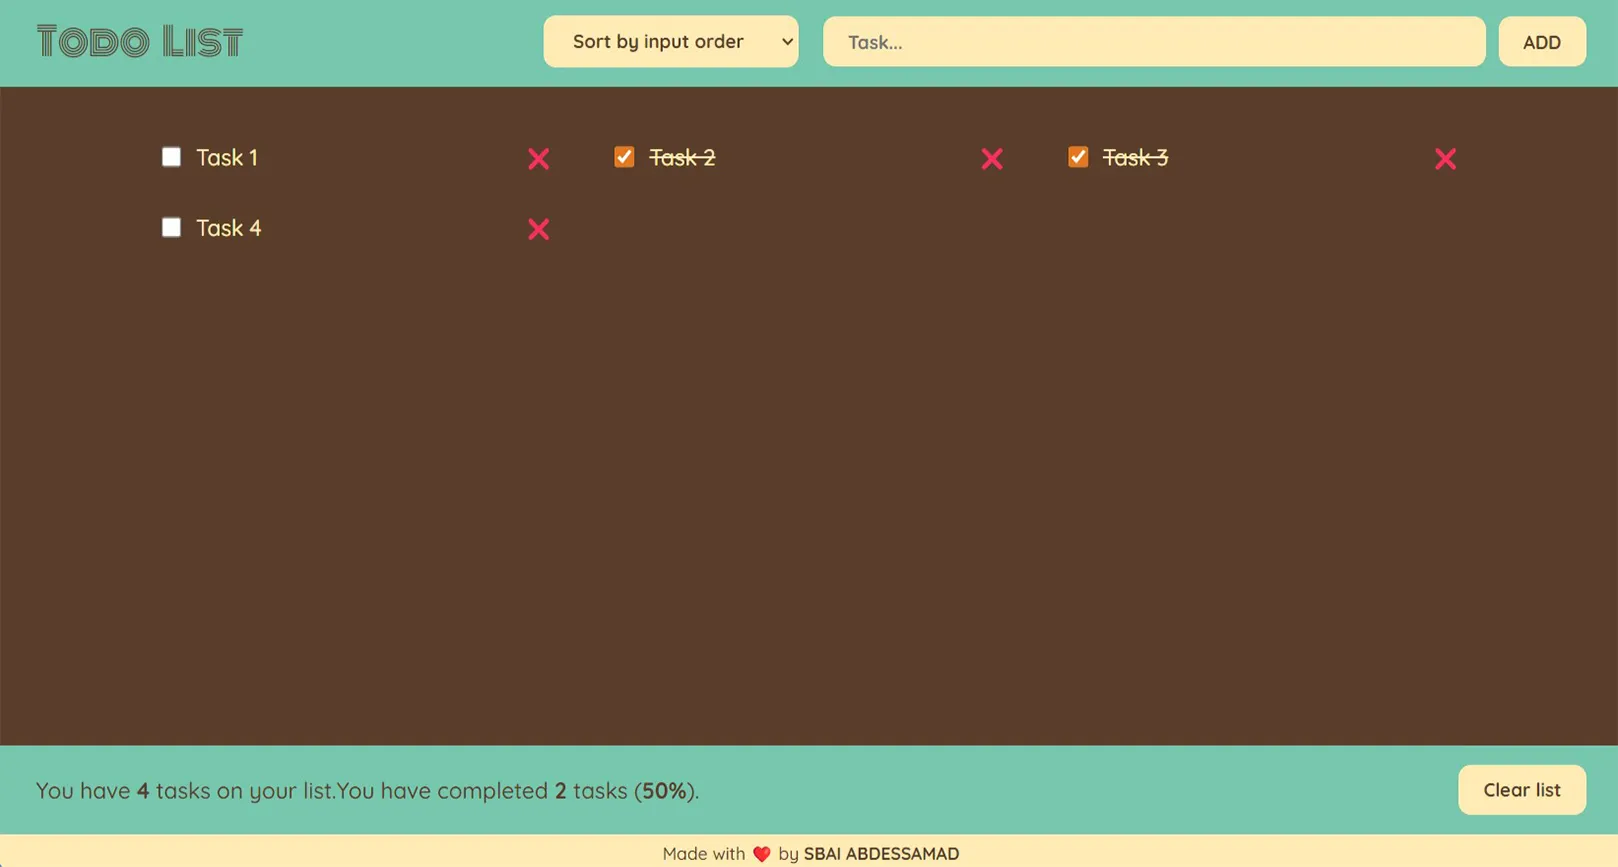 Todo List
Sort by input order
Task...
ADD
Task 1
Task 2
Task 3
Task 4
You have 4 tasks on your list.You have completed 2 tasks (50%).
Clear list
Made with ❤️ by SBAI ABDESSAMAD